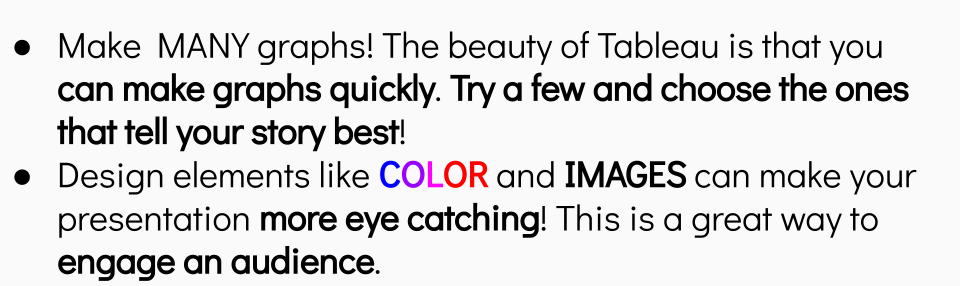 ● Make  MANY graphs! The beauty of Tableau is that you
can make graphs quickly. Try a few and choose the ones
that tell your story best!
● Design elements like COLOR and IMAGES can make your
presentation more eye catching! This is a great way to
engage an audience.